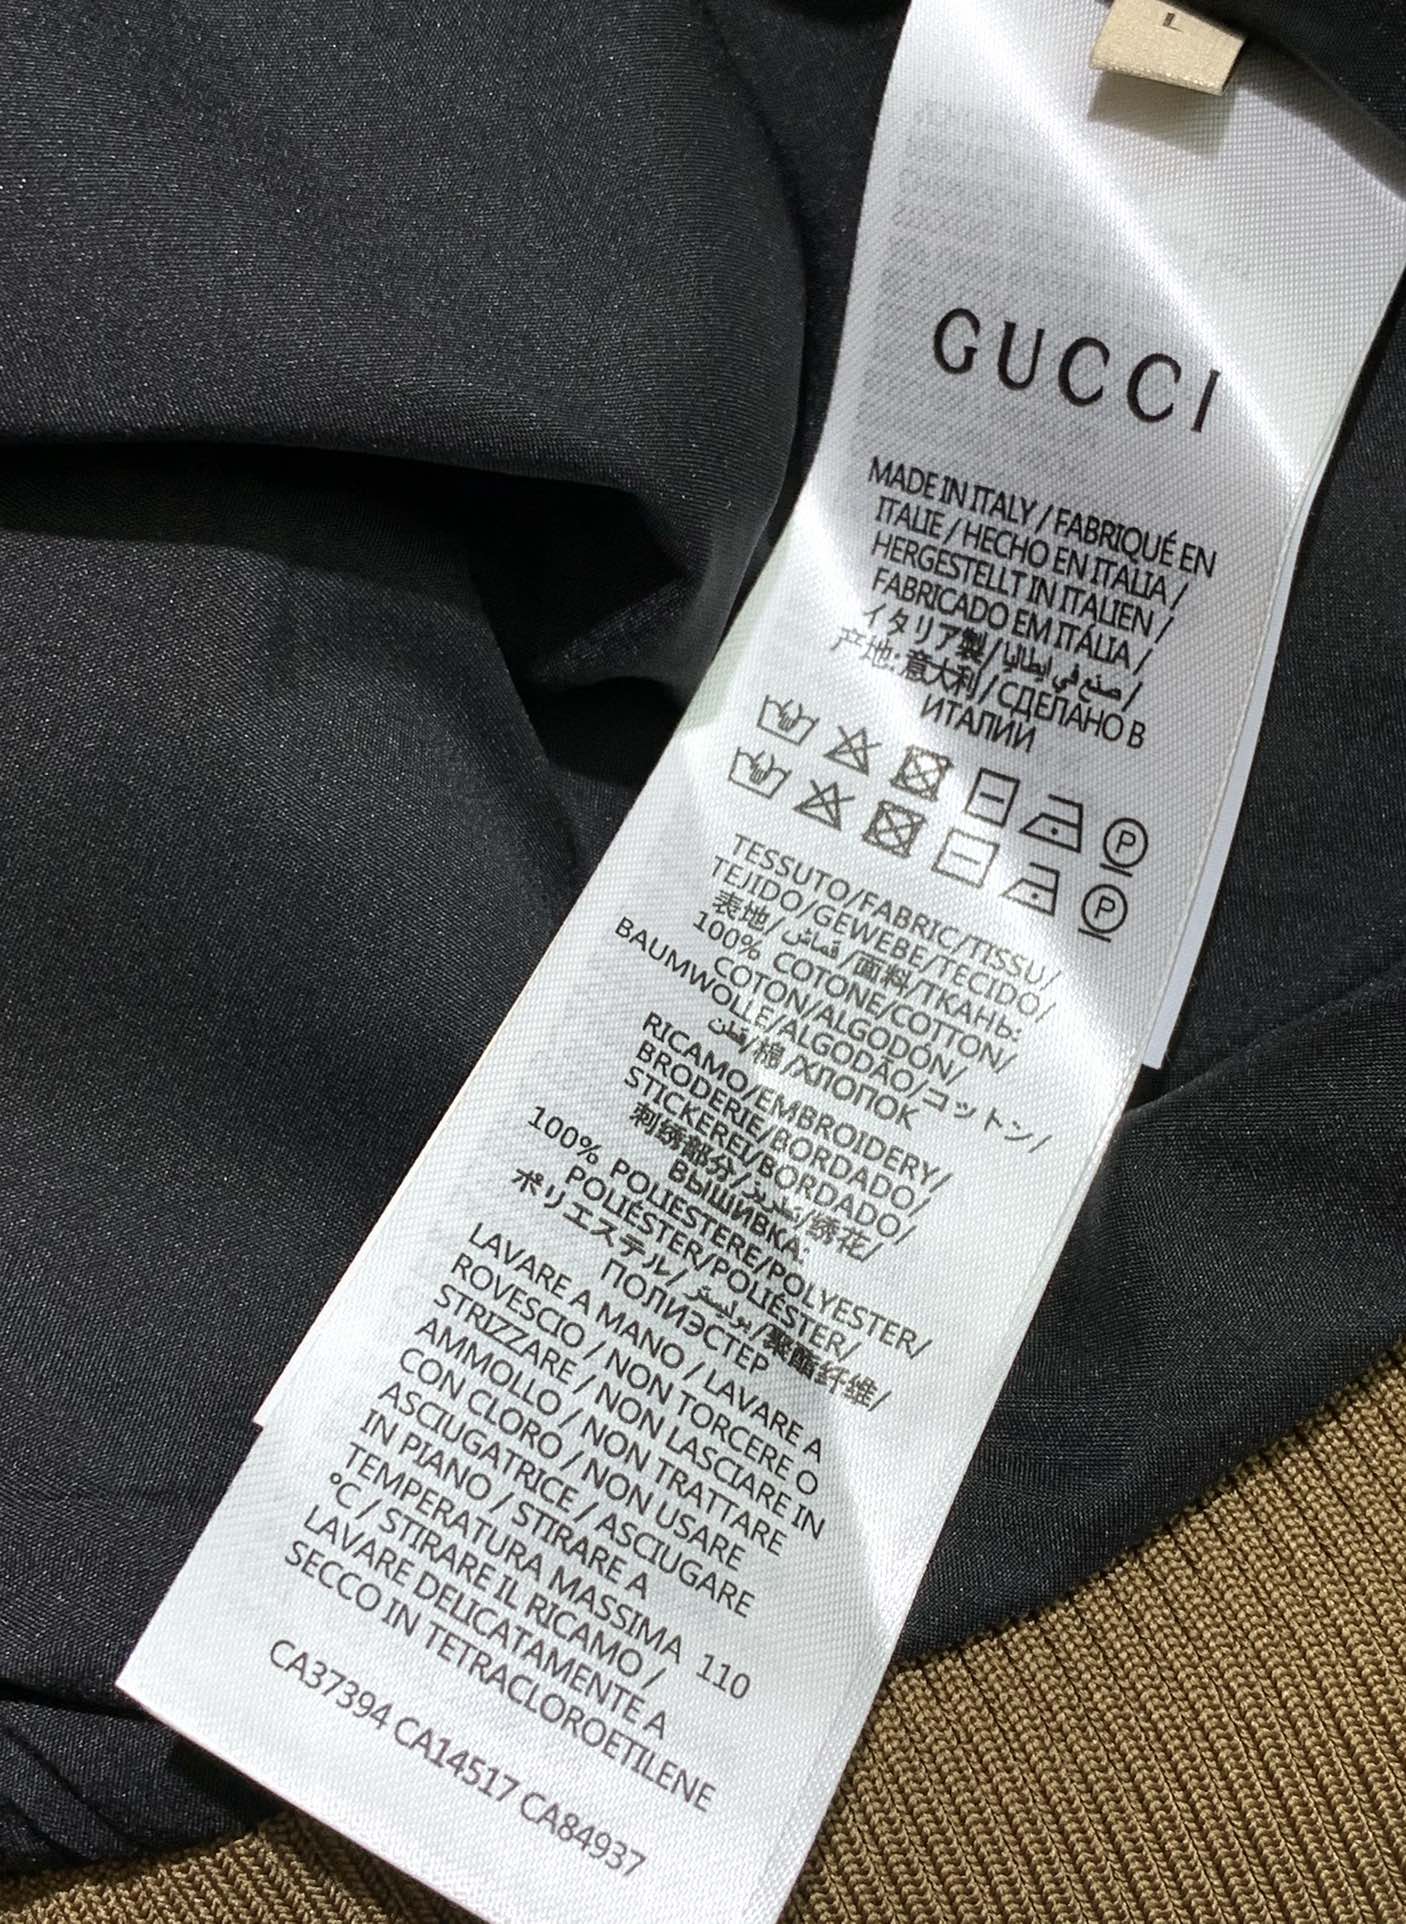 L
GUCCI
MADE IN ITALY / FABRIQUÉ EN
ITALIE / HECHO EN ITALIA /
HERGESTELLT IN ITALIEN /
FABRICADO EM ITÁLIA /
イタリア製 / صنع في إيطاليا /
产地: 意大利 / СДЕЛАНО В
ИТАЛИИ
P
P
TESSUTO/FABRIC/TISSU/
TEJIDO/GEWEBE/TECIDO/
表地/ قماش /面料/ТКАНЬ:
100% COTONE/COTTON/
COTON/ALGODÓN/
BAUMWOLLE/ALGODÃO/コットン/
قطن/棉/ХЛОПОК
RICAMO/EMBROIDERY/
BRODERIE/BORDADO/
STICKEREI/BORDADO/
刺绣部分/تطريز/绣花/
ВЫШИВКА:
100% POLIESTERE/POLYESTER/
POLIÉSTER/POLIÉSTER/
ポリエステル/ بوليستر /聚酯纤维/
ПОЛИЭСТЕР
LAVARE A MANO / LAVARE A
ROVESCIO / NON TORCERE O
STRIZZARE / NON LASCIARE IN
AMMOLLO / NON TRATTARE
CON CLORO / NON USARE
ASCIUGATRICE / ASCIUGARE
IN PIANO / STIRARE A
TEMPERATURA MASSIMA 110
°C / STIRARE IL RICAMO /
LAVARE DELICATAMENTE A
SECCO IN TETRACLOROETILENE
CA37394 CA14517 CA84937